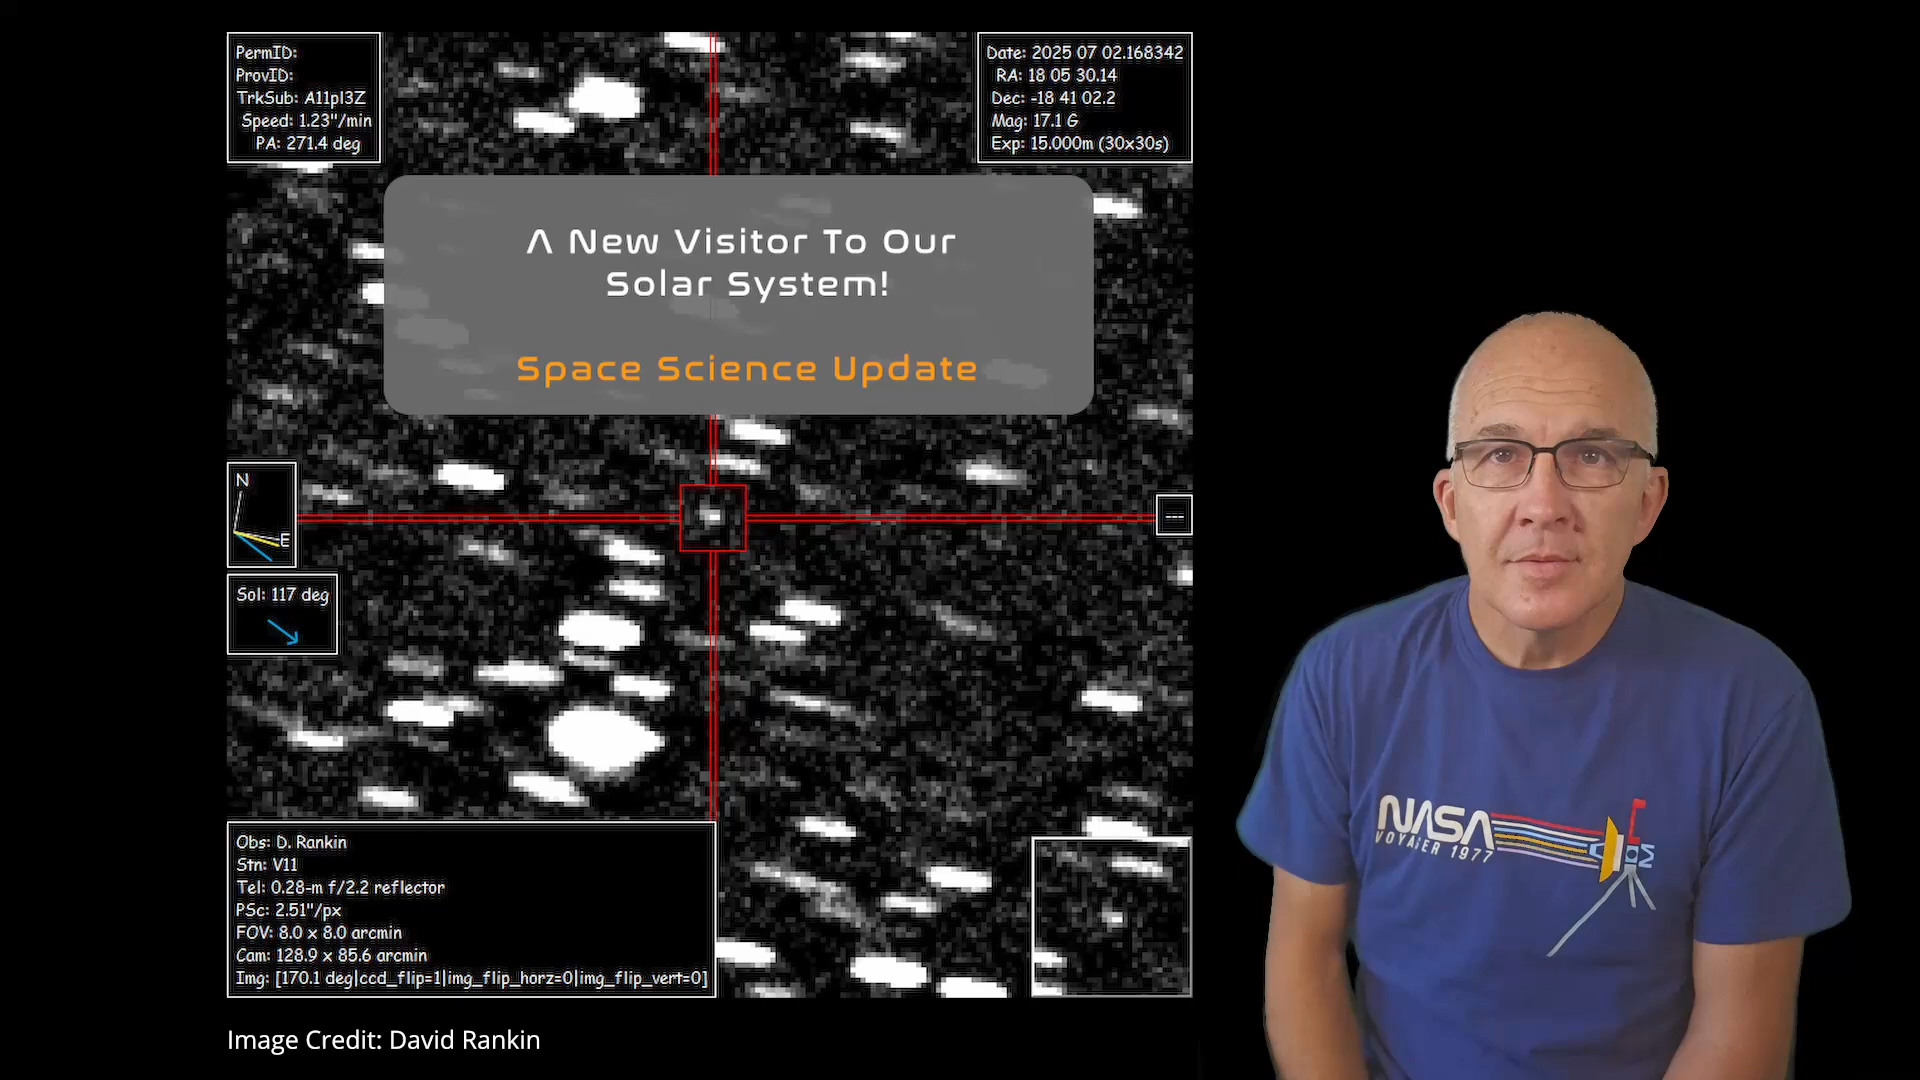 PermID:
ProvID:
TrkSub: A11pl3Z
Speed: 1.23"/min
PA: 271.4 deg
Date: 2025 07 02.168342
RA: 18 05 30.14
Dec: -18 41 02.2
Mag: 17.1 G
Exp: 15.000m (30x30s)
A New Visitor To Our
Solar System!
Space Science Update
N
E
---
Sol: 117 deg
Obs: D. Rankin
Stn: V11
Tel: 0.28-m f/2.2 reflector
PSc: 2.51"/px
FOV: 8.0 x 8.0 arcmin
Cam: 128.9 x 85.6 arcmin
Img: [170.1 deg|ccd_flip=1|img_flip_horz=0|img_flip_vert=0]
Image Credit: David Rankin
NASA
VOYAGER 1977